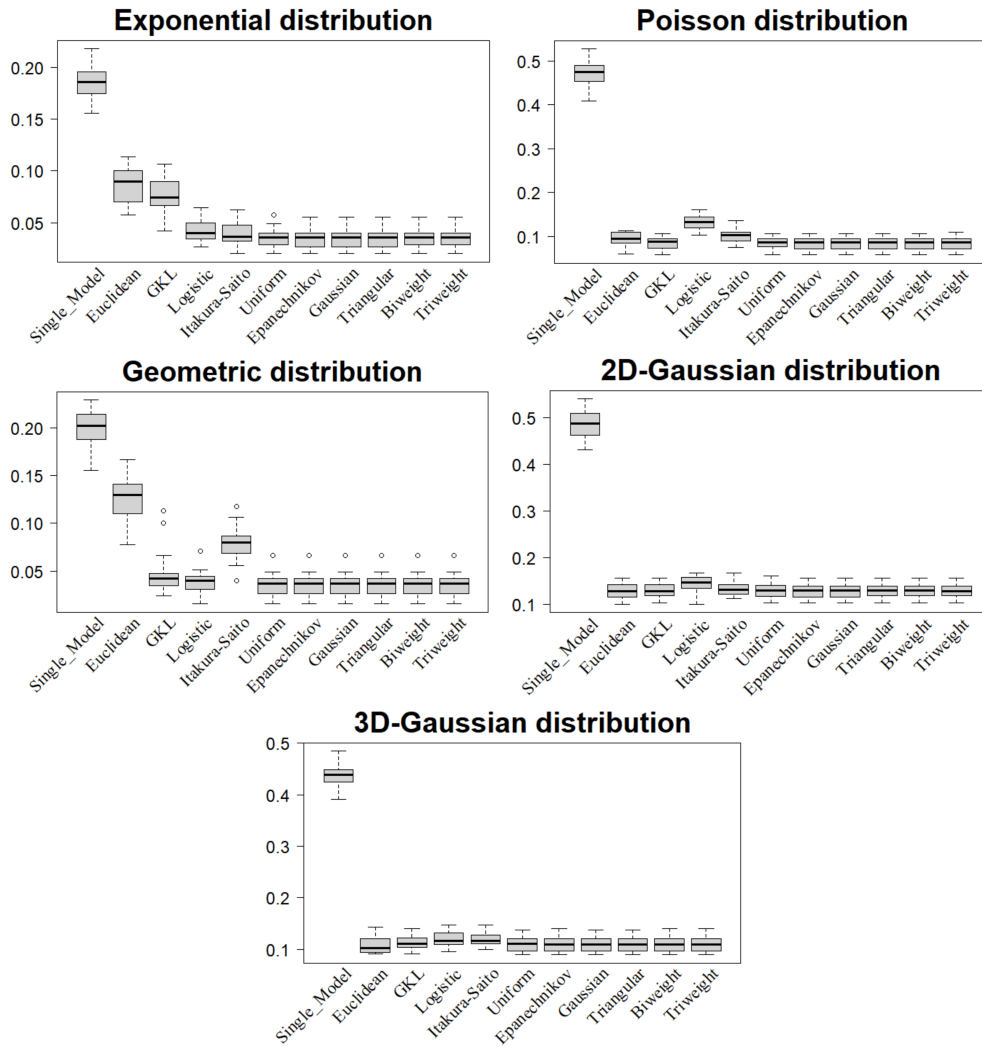 Exponential distribution
0.20
0.15
0.10
0.05
Single_Model
Euclidean
GKL
Logistic
Itakura-Saito
Uniform
Epanechnikov
Gaussian
Triangular
Biweight
Triweight
Poisson distribution
0.5
0.4
0.3
0.2
0.1
Single_Model
Euclidean
GKL
Logistic
Itakura-Saito
Uniform
Epanechnikov
Gaussian
Triangular
Biweight
Triweight
Geometric distribution
0.20
0.15
0.10
0.05
Single_Model
Euclidean
GKL
Logistic
Itakura-Saito
Uniform
Epanechnikov
Gaussian
Triangular
Biweight
Triweight
2D-Gaussian distribution
0.5
0.4
0.3
0.2
0.1
Single_Model
Euclidean
GKL
Logistic
Itakura-Saito
Uniform
Epanechnikov
Gaussian
Triangular
Biweight
Triweight
3D-Gaussian distribution
0.5
0.4
0.3
0.2
0.1
Single_Model
Euclidean
GKL
Logistic
Itakura-Saito
Uniform
Epanechnikov
Gaussian
Triangular
Biweight
Triweight